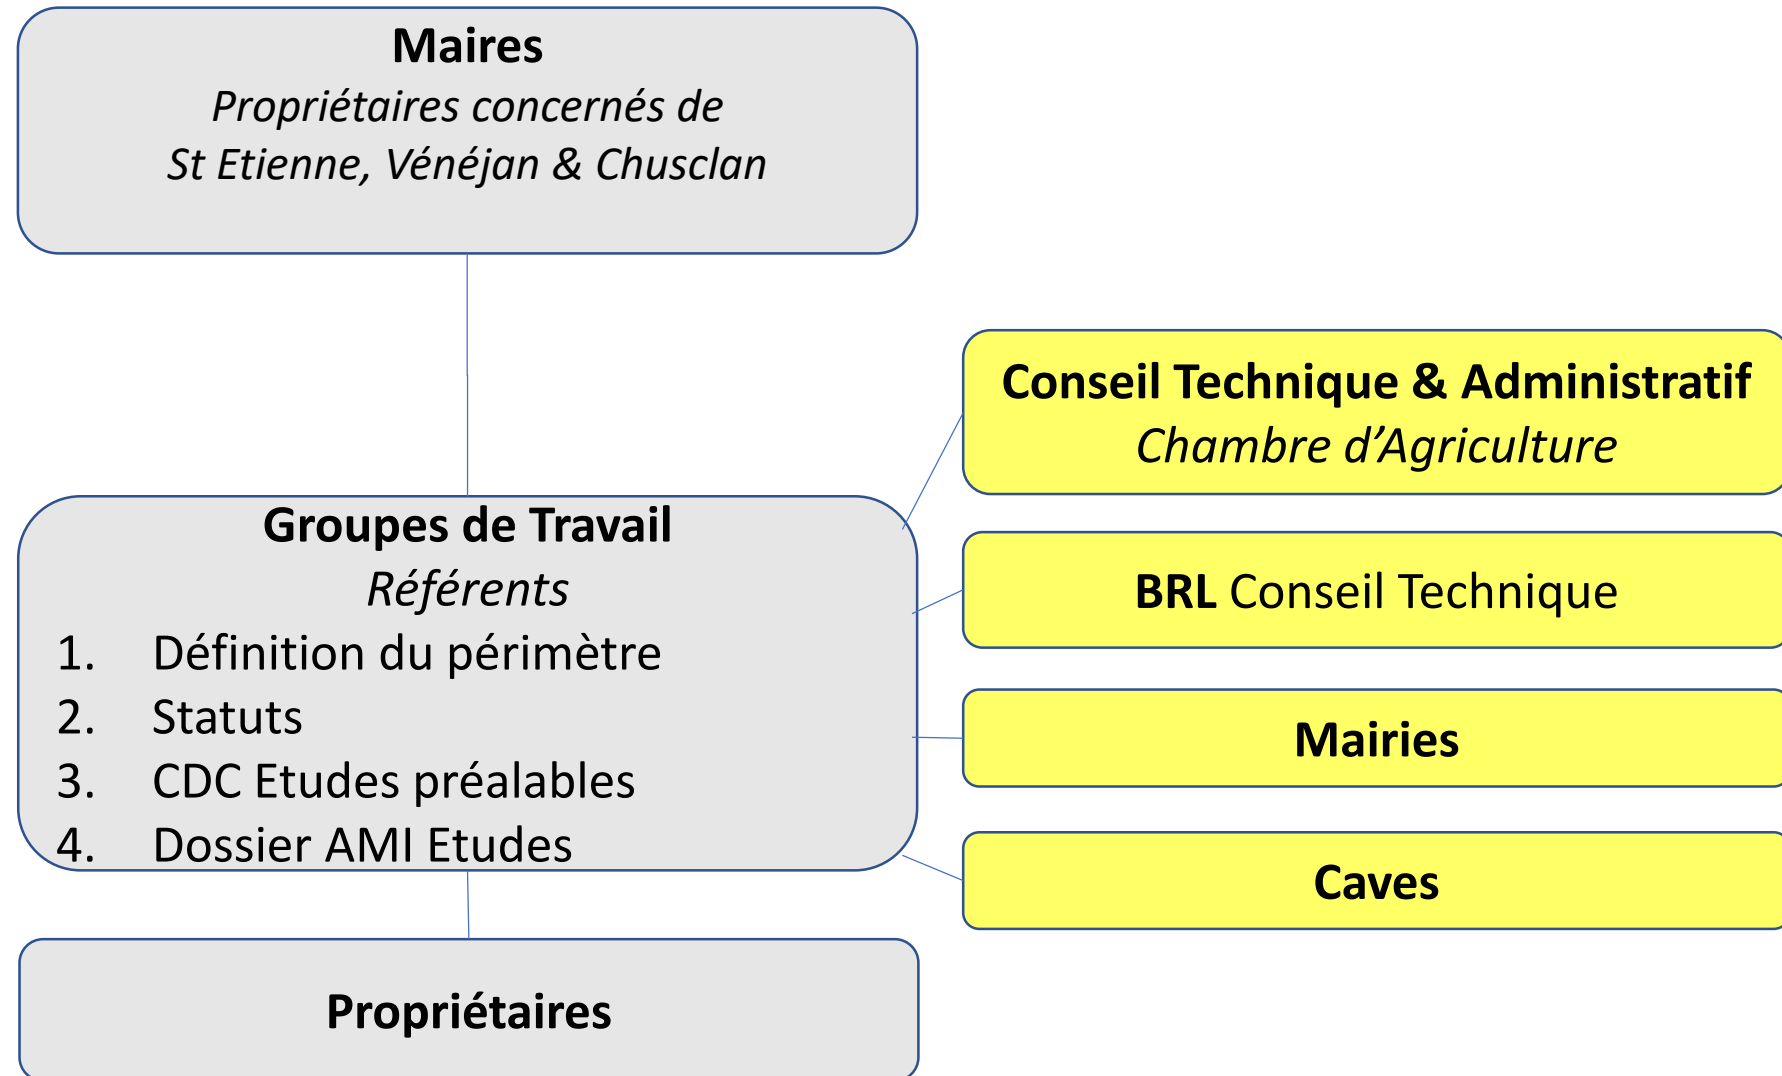 Maires
Propriétaires concernés de
St Etienne, Vénéjan & Chusclan
Conseil Technique & Administratif
Chambre d’Agriculture
Groupes de Travail
Référents
1. Définition du périmètre
2. Statuts
3. CDC Etudes préalables
4. Dossier AMI Etudes
BRL Conseil Technique
Mairies
Caves
Propriétaires